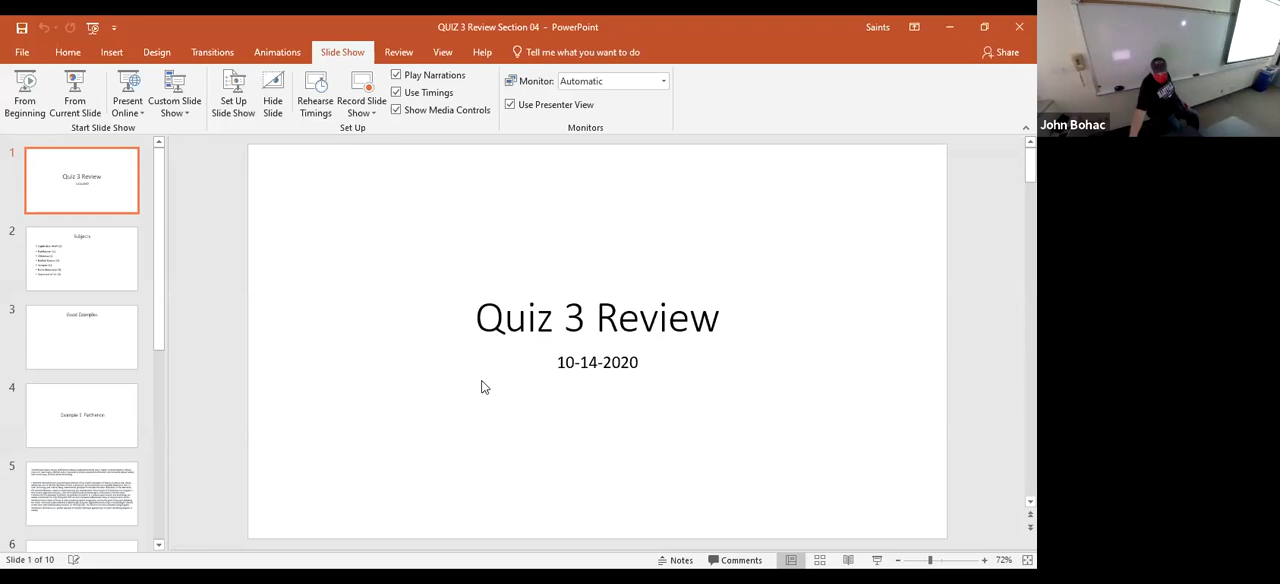 QUIZ 3 Review Section 04 - PowerPoint
Saints
File Home Insert Design Transitions Animations Slide Show Review View Help Tell me what you want to do
Share
From Beginning
From Current Slide
Present Online
Custom Slide Show
Start Slide Show
Set Up Slide Show
Hide Slide
Rehearse Timings
Record Slide Show
Play Narrations
Use Timings
Show Media Controls
Set Up
Monitor: Automatic
Use Presenter View
Monitors
John Bohac
1
Quiz 3 Review
2
Subjects
3
Good Examples
4
Example 1: Parthenon
5
6
Quiz 3 Review
10-14-2020
Slide 1 of 10
Notes
Comments
72%